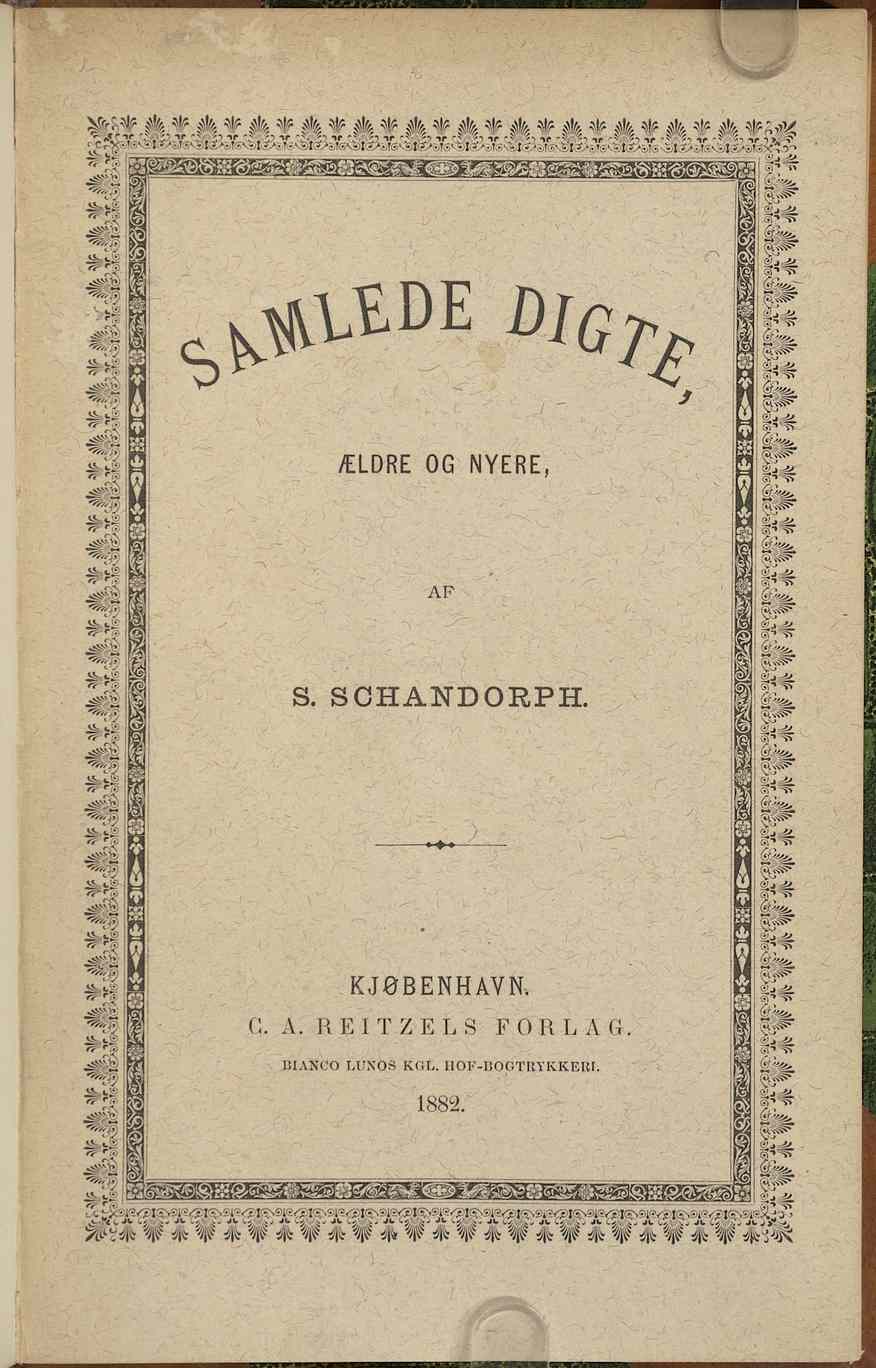 SAMLEDE DIGTE,
ÆLDRE OG NYERE,
AF
S. SCHANDORPH.
KJØBENHAVN.
C. A. REITZELS FORLAG.
BIANCO LUNOS KGL. HOF-BOGTRYKKERI.
1882.